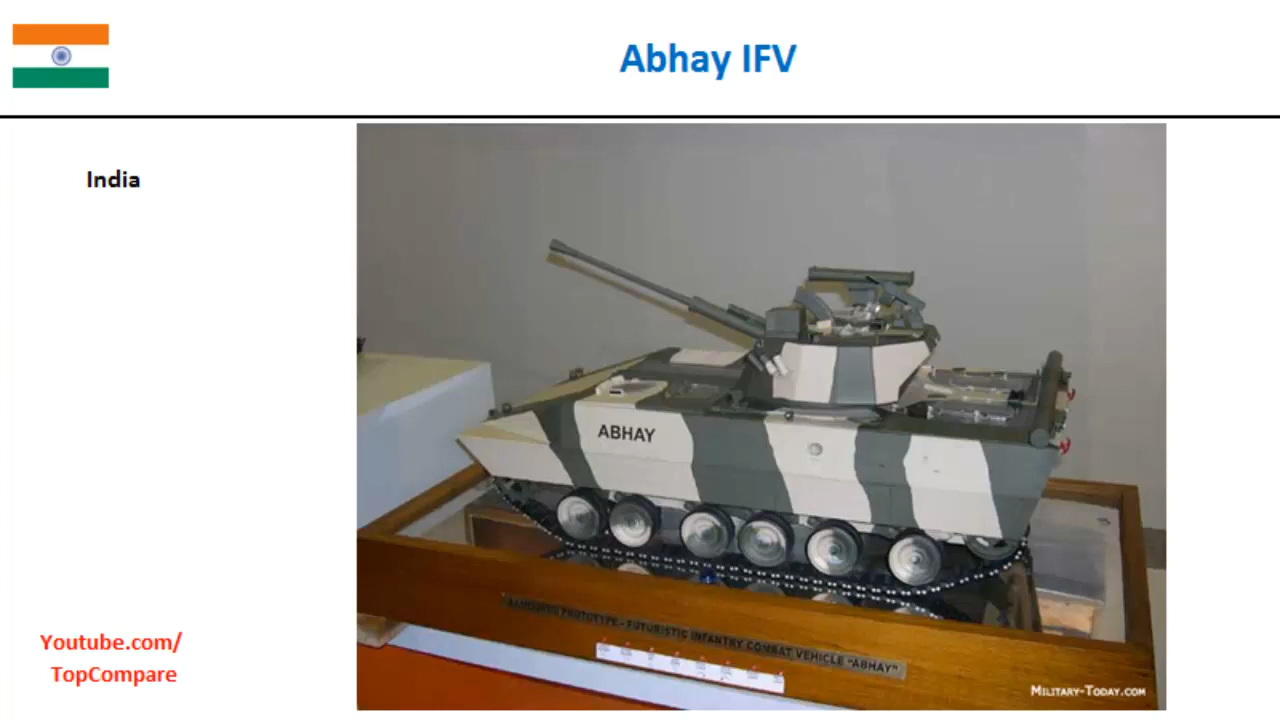 Abhay IFV
India
ABHAY
PROTOTYPE - FUTURISTIC INFANTRY COMBAT VEHICLE "ABHAY"
Youtube.com/
TopCompare
Military-Today.com